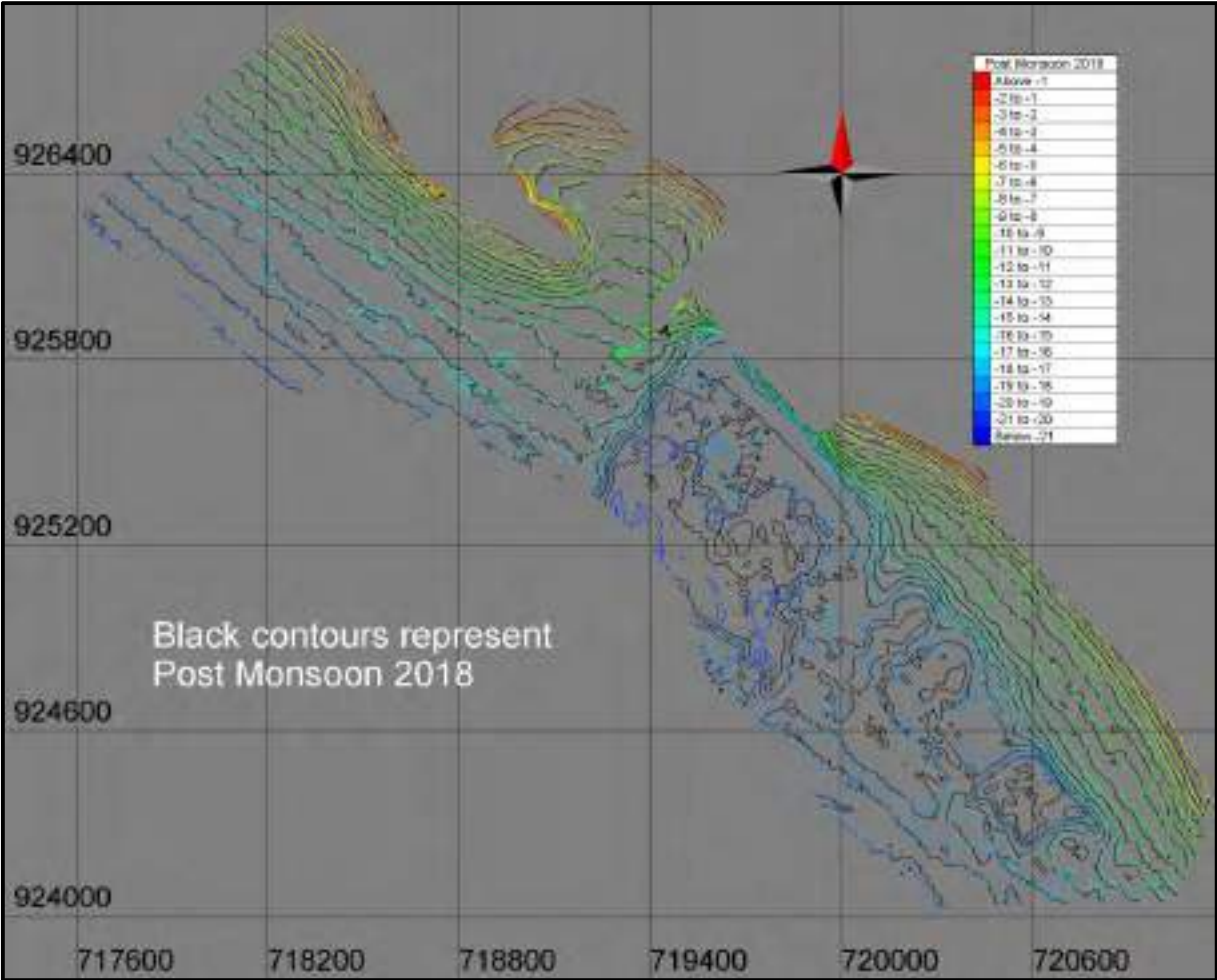 Post Monsoon 2018
Above -1
-2 to -1
-3 to -2
-4 to -3
-5 to -4
-6 to -5
-7 to -6
-8 to -7
-9 to -8
-10 to -9
-11 to -10
-12 to -11
-13 to -12
-14 to -13
-15 to -14
-16 to -15
-17 to -16
-18 to -17
-19 to -18
-20 to -19
-21 to -20
Below -21
926400
925800
925200
Black contours represent
Post Monsoon 2018
924600
924000
717600 718200 718800 719400 720000 720600